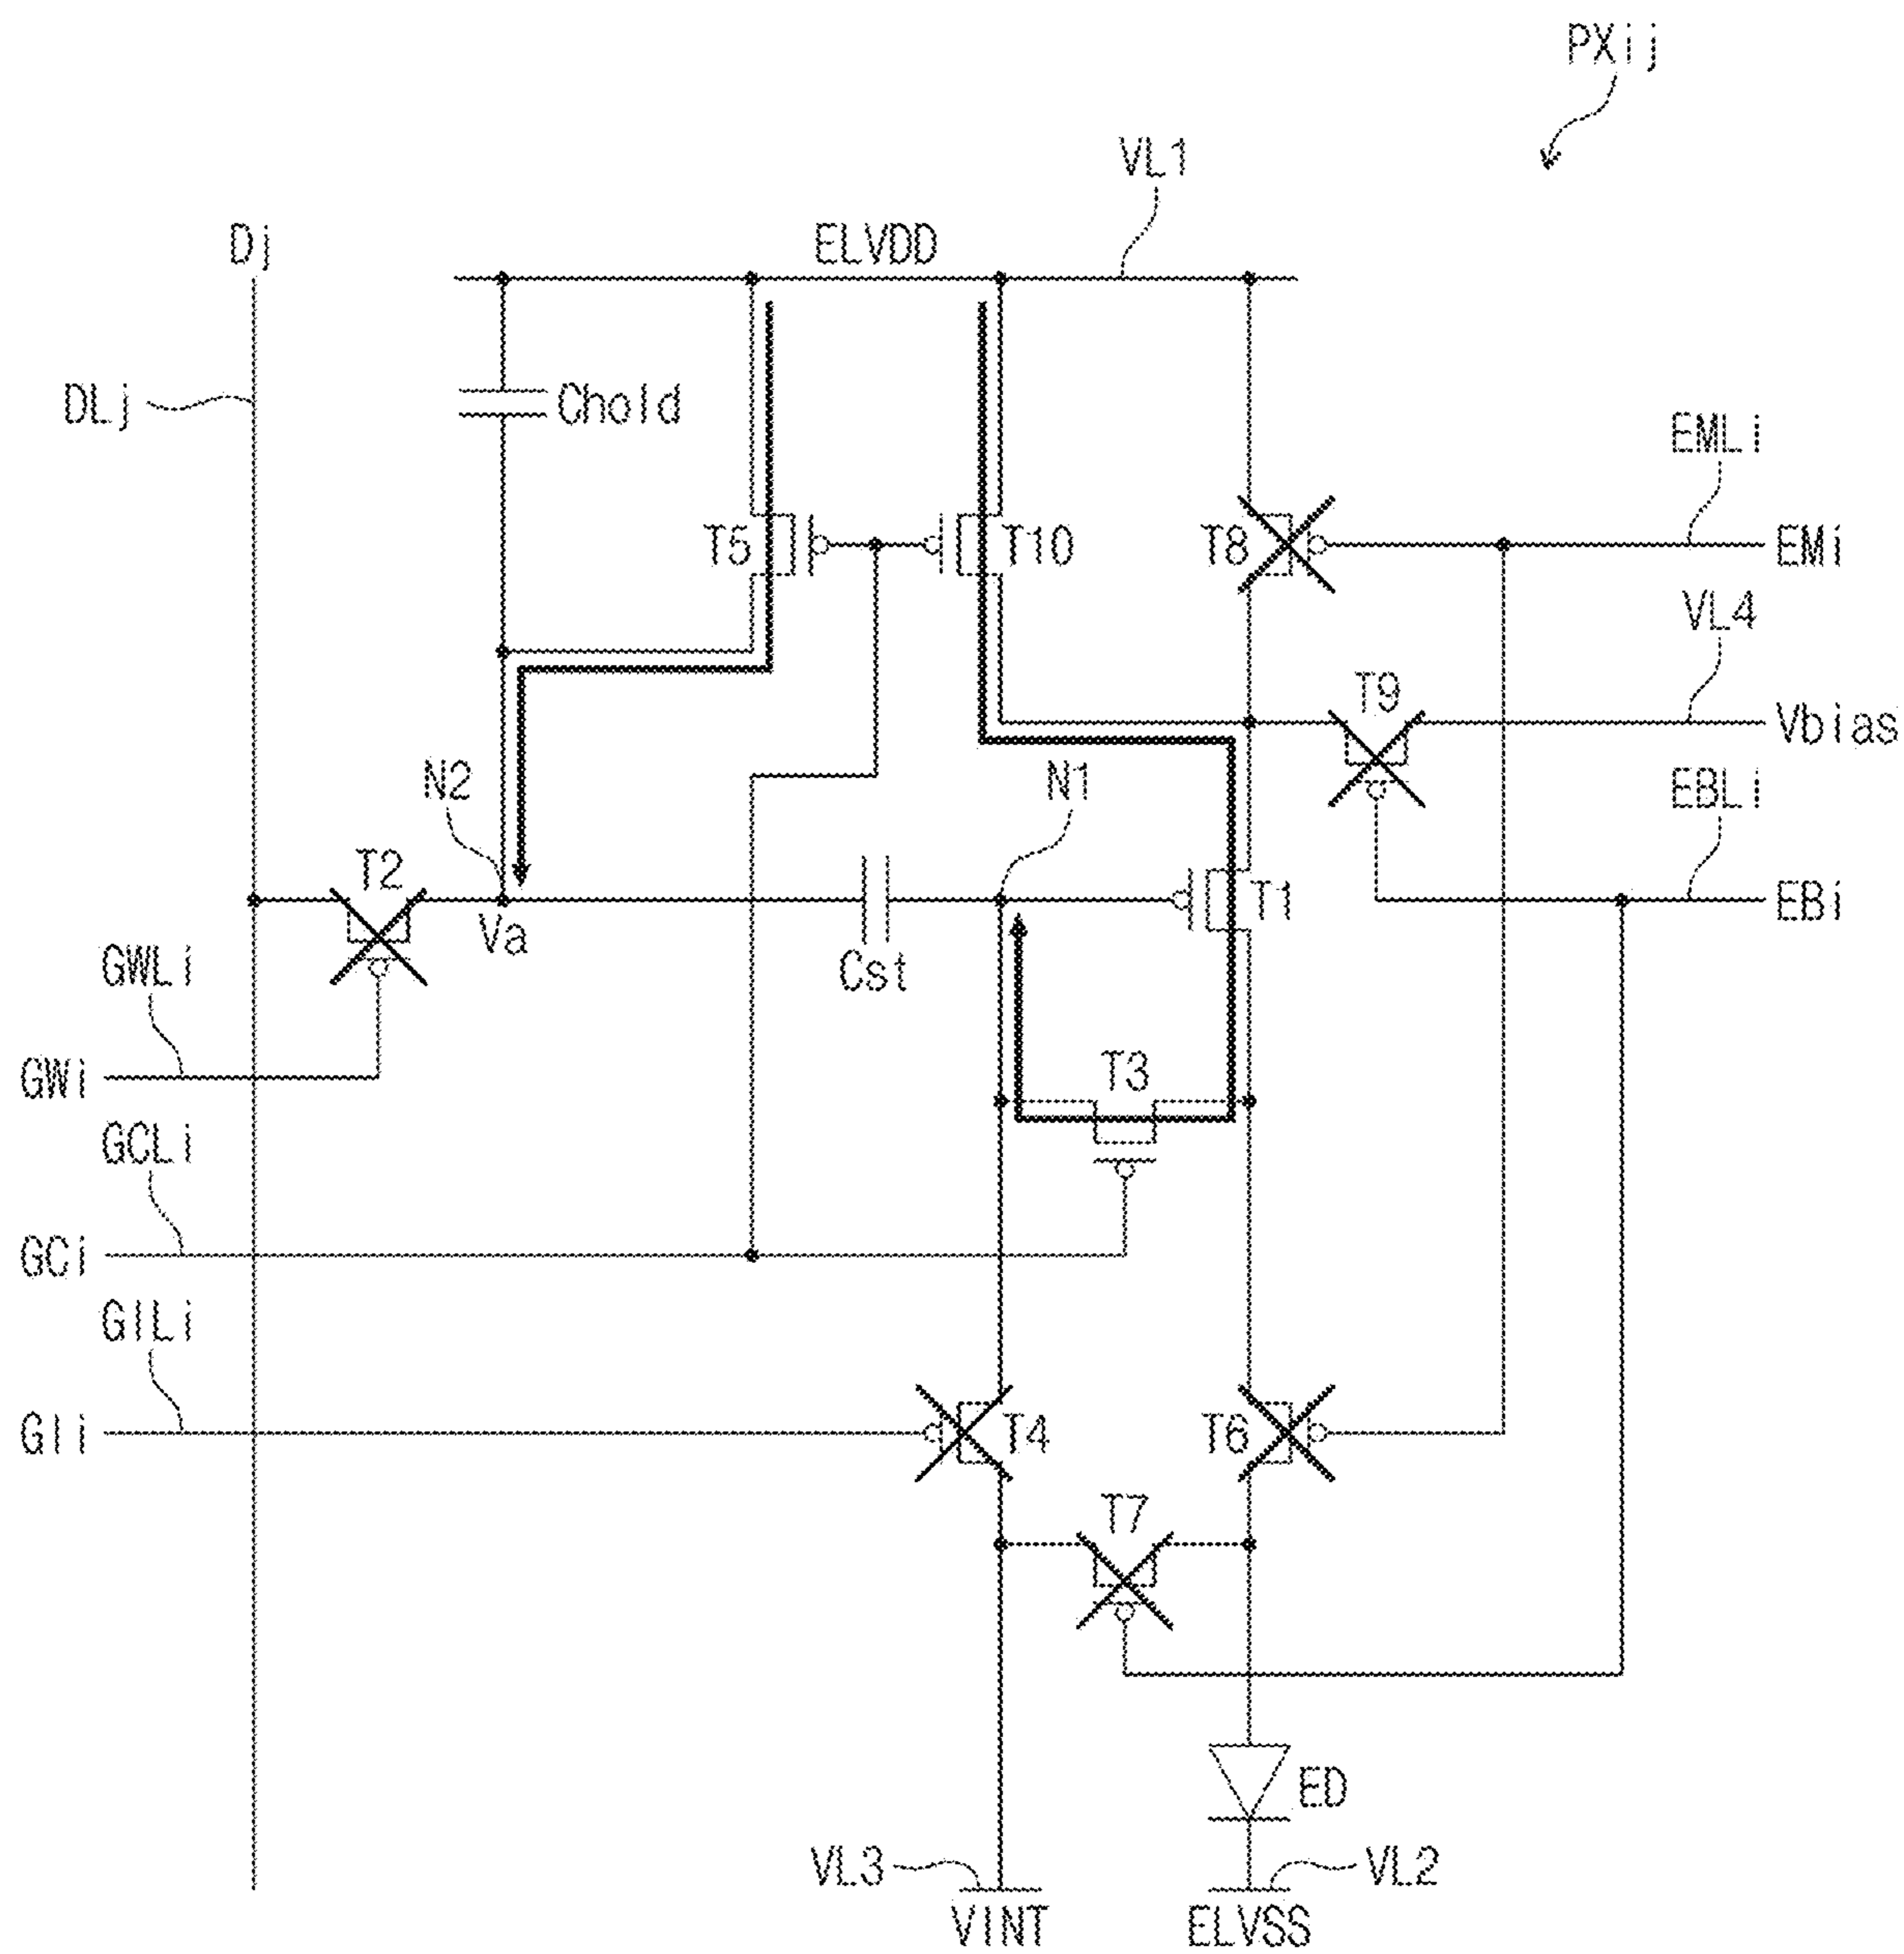 PXij
VL1
Dj
ELVDD
DLj
Chold
EMLi
T5
T10
T8
EMi
VL4
T9
Vbias
N2
N1
EBLi
T2
T1
EBi
Va
Cst
GWLi
GWi
T3
GCLi
GCi
GILi
GIi
T4
T6
T7
ED
VL3
VL2
VINT
ELVSS